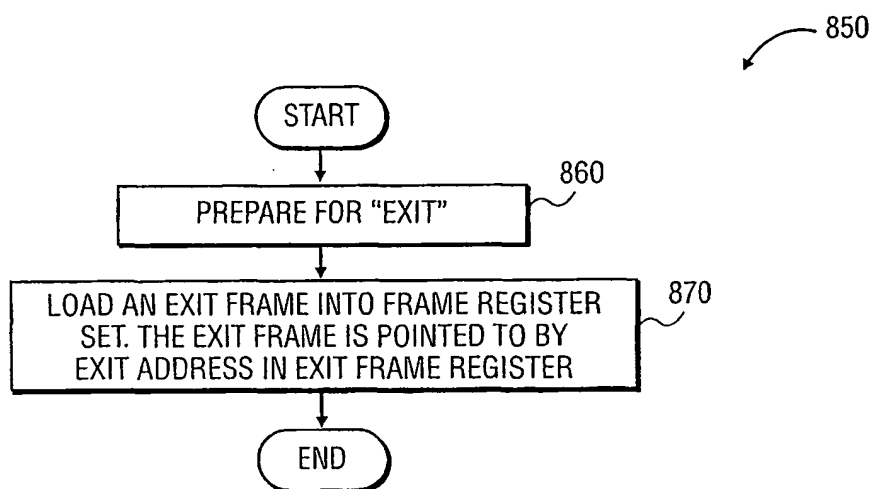 850
START
860
PREPARE FOR “EXIT”
870
LOAD AN EXIT FRAME INTO FRAME REGISTER
SET. THE EXIT FRAME IS POINTED TO BY
EXIT ADDRESS IN EXIT FRAME REGISTER
END